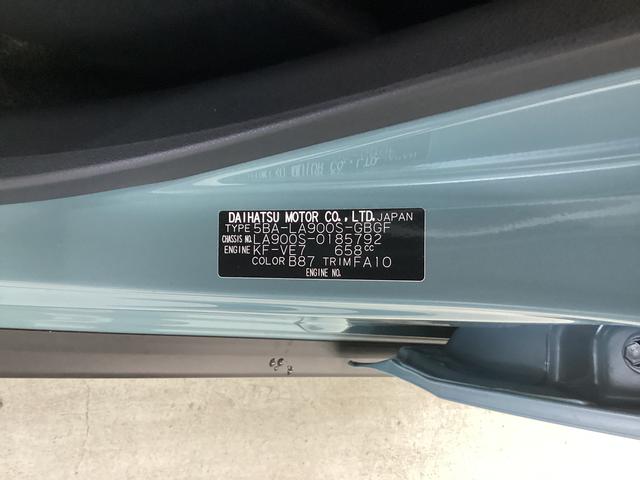 DAIHATSU MOTOR CO., LTD. JAPAN
TYPE 5BA-LA900S-GBGF
CHASSIS NO. LA900S-0185792
ENGINE KF-VE7 658cc
COLOR B87 TRIM FA10
ENGINE NO.